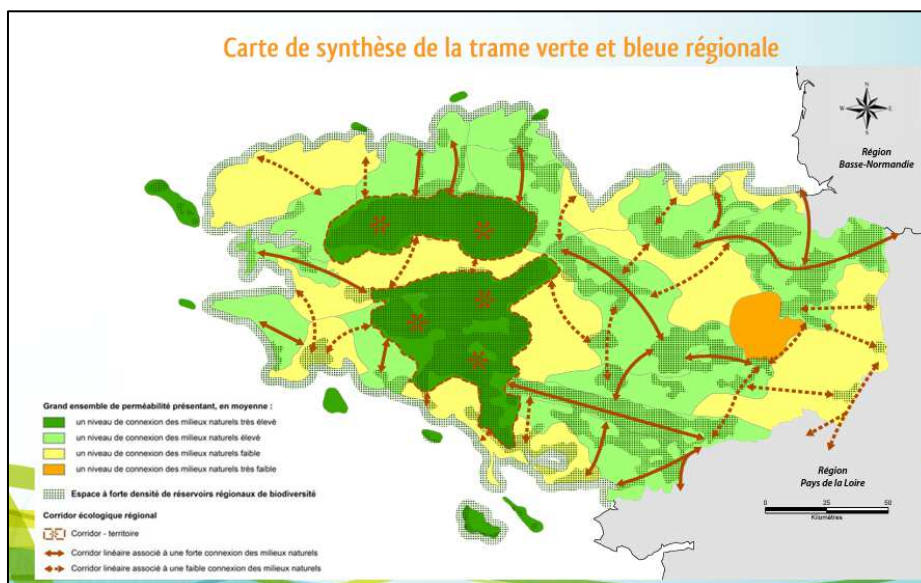 Carte de synthèse de la trame verte et bleue régionale
N
W
E
S
Région
Basse-Normandie
Grand ensemble de perméabilité présentant, en moyenne :
un niveau de connexion des milieux naturels très élevé
un niveau de connexion des milieux naturels élevé
un niveau de connexion des milieux naturels faible
un niveau de connexion des milieux naturels très faible
Espace à forte densité de réservoirs régionaux de biodiversité
Corridor écologique régional
Corridor - territoire
Corridor linéaire associé à une forte connexion des milieux naturels
Corridor linéaire associé à une faible connexion des milieux naturels
Région
Pays de la Loire
0 25 50
Kilomètres